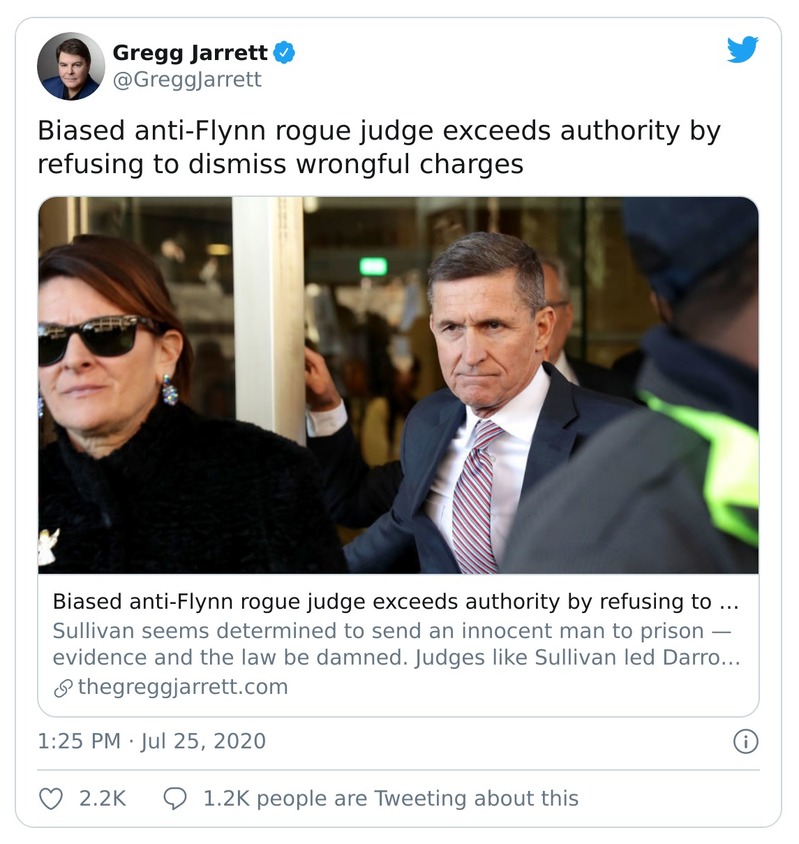 Gregg Jarrett
@GreggJarrett
Biased anti-Flynn rogue judge exceeds authority by
refusing to dismiss wrongful charges
Biased anti-Flynn rogue judge exceeds authority by refusing to ...
Sullivan seems determined to send an innocent man to prison —
evidence and the law be damned. Judges like Sullivan led Darro...
thegreggjarrett.com
1:25 PM · Jul 25, 2020
2.2K 1.2K people are Tweeting about this